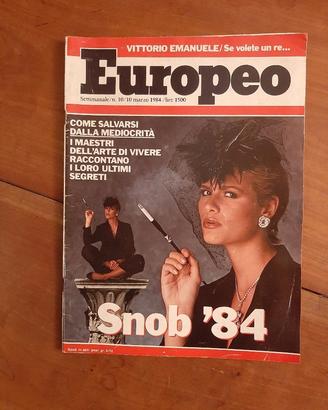 VITTORIO EMANUELE/Se volete un re...
Europeo
Settimanale/n. 10/10 marzo 1984/lire 1500
COME SALVARSI
DALLA MEDIOCRITÀ
I MAESTRI
DELL'ARTE DI VIVERE
RACCONTANO
I LORO ULTIMI
SEGRETI
Snob '84